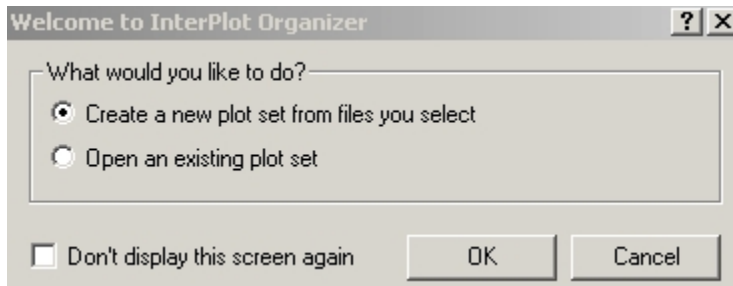 Welcome to InterPlot Organizer
What would you like to do?
Create a new plot set from files you select
Open an existing plot set
Don't display this screen again
OK
Cancel